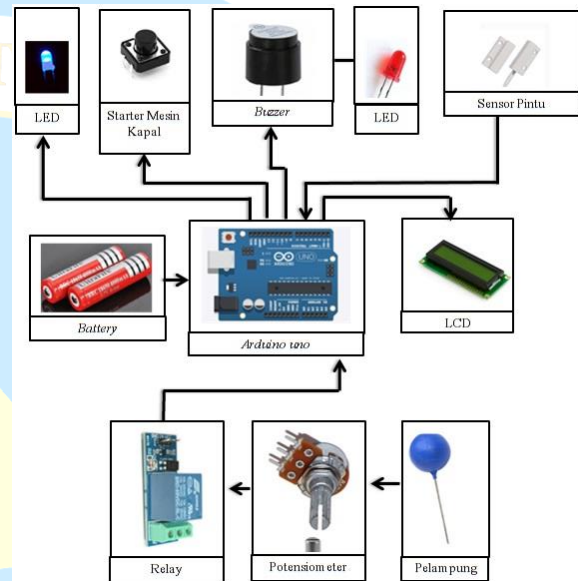 LED
Starter Mesin
Kapal
Buzzer
LED
Sensor Pintu
Battery
Arduino uno
LCD
Relay
Potensiometer
Pelampung